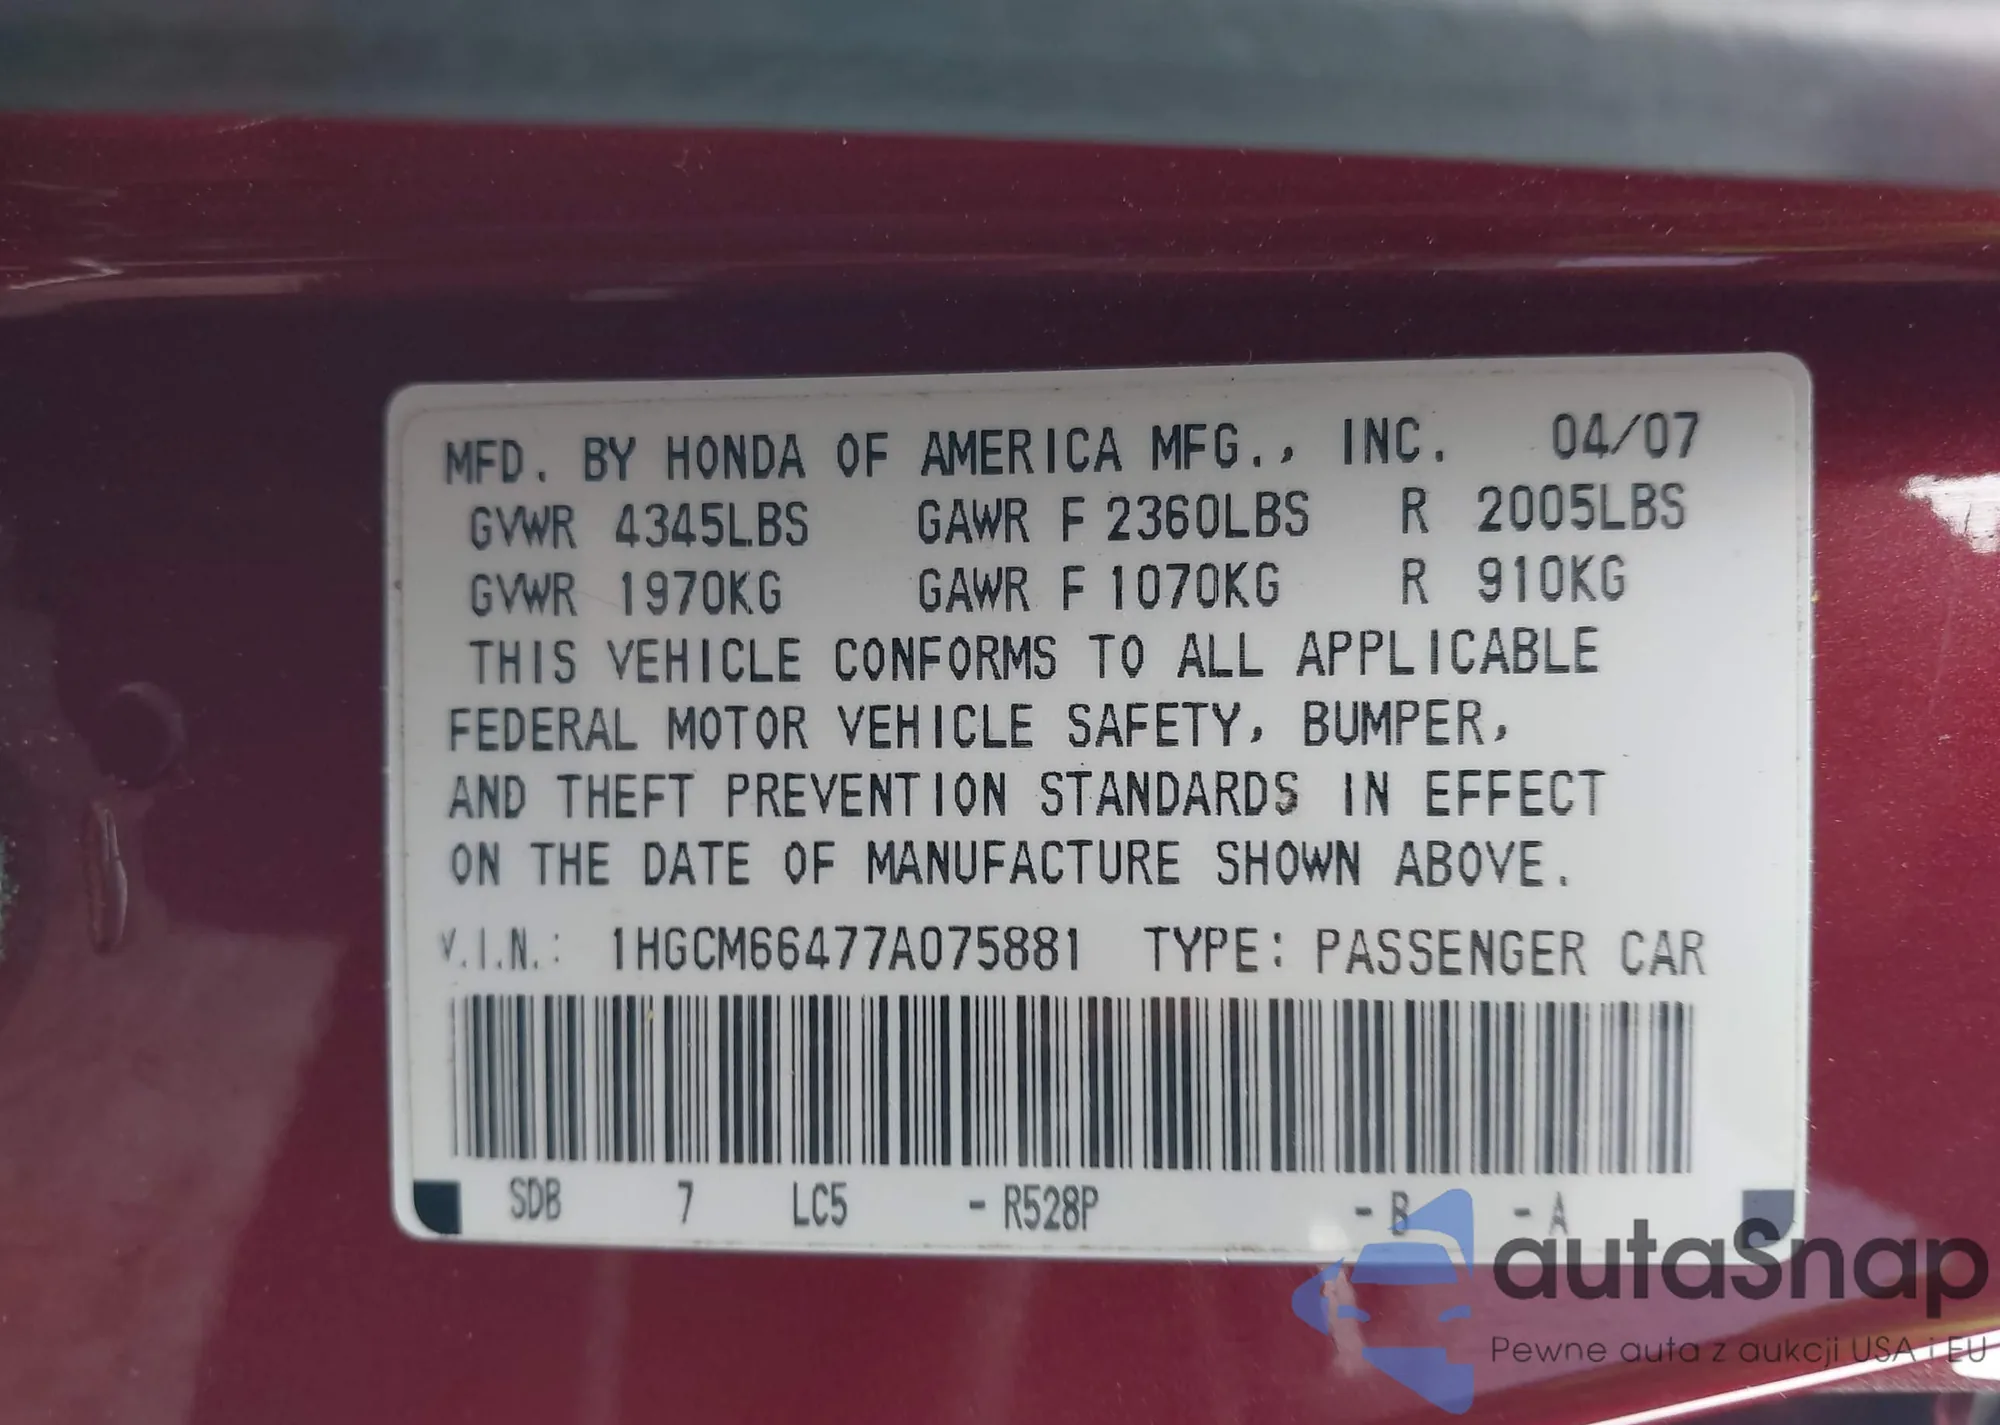 MFD. BY HONDA OF AMERICA MFG., INC. 04/07
GVWR 4345LBS GAWR F 2360LBS R 2005LBS
GVWR 1970KG GAWR F 1070KG R 910KG
THIS VEHICLE CONFORMS TO ALL APPLICABLE
FEDERAL MOTOR VEHICLE SAFETY, BUMPER,
AND THEFT PREVENTION STANDARDS IN EFFECT
ON THE DATE OF MANUFACTURE SHOWN ABOVE.
V.I.N.: 1HGCM66477A075881 TYPE: PASSENGER CAR
SDB 7 LC5 - R528P - B - A
autaSnap
Pewne auta z aukcji USA i EU